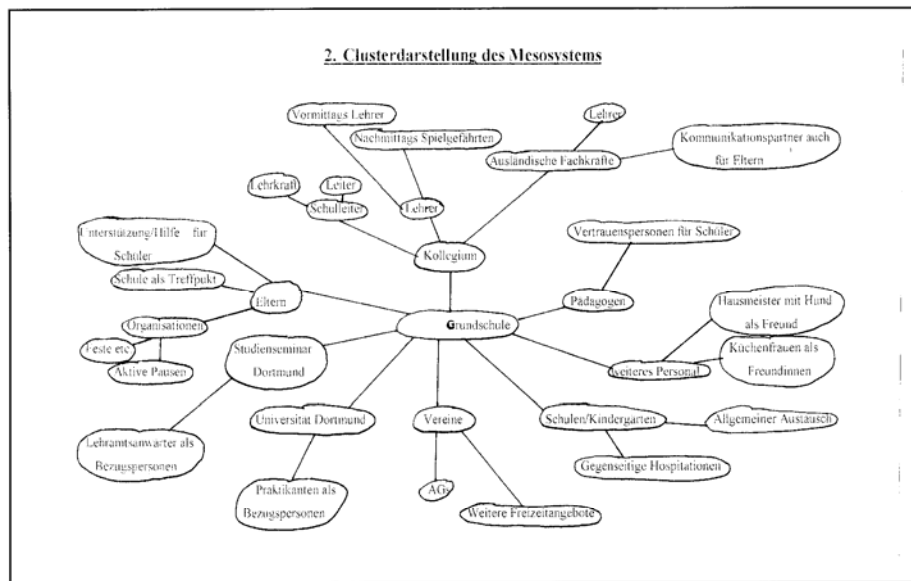 2. Clusterdarstellung des Mesosystems
Vormittags Lehrer
Lehrer
Nachmittags Spielgefährten
Kommunikationspartner auch
für Eltern
Ausländische Fachkräfte
Lehrkraft
Leiter
Schulleiter
Lehrer
Unterstützung/Hilfe für
Schüler
Vertrauenspersonen für Schüler
Kollegium
Schule als Treffpukt
Eltern
Pädagogen
Hausmeister mit Hund
als Freund
Organisationen
Grundschule
Feste etc
Studienseminar
Dortmund
Küchenfrauen als
Freundinnen
Aktive Pausen
weiteres Personal
Universität Dortmund
Vereine
Schulen/Kindergarten
Allgemeiner Austausch
Lehramtsanwärter als
Bezugspersonen
Gegenseitige Hospitationen
Praktikanten als
Bezugspersonen
AGs
Weitere Freizeitangebote